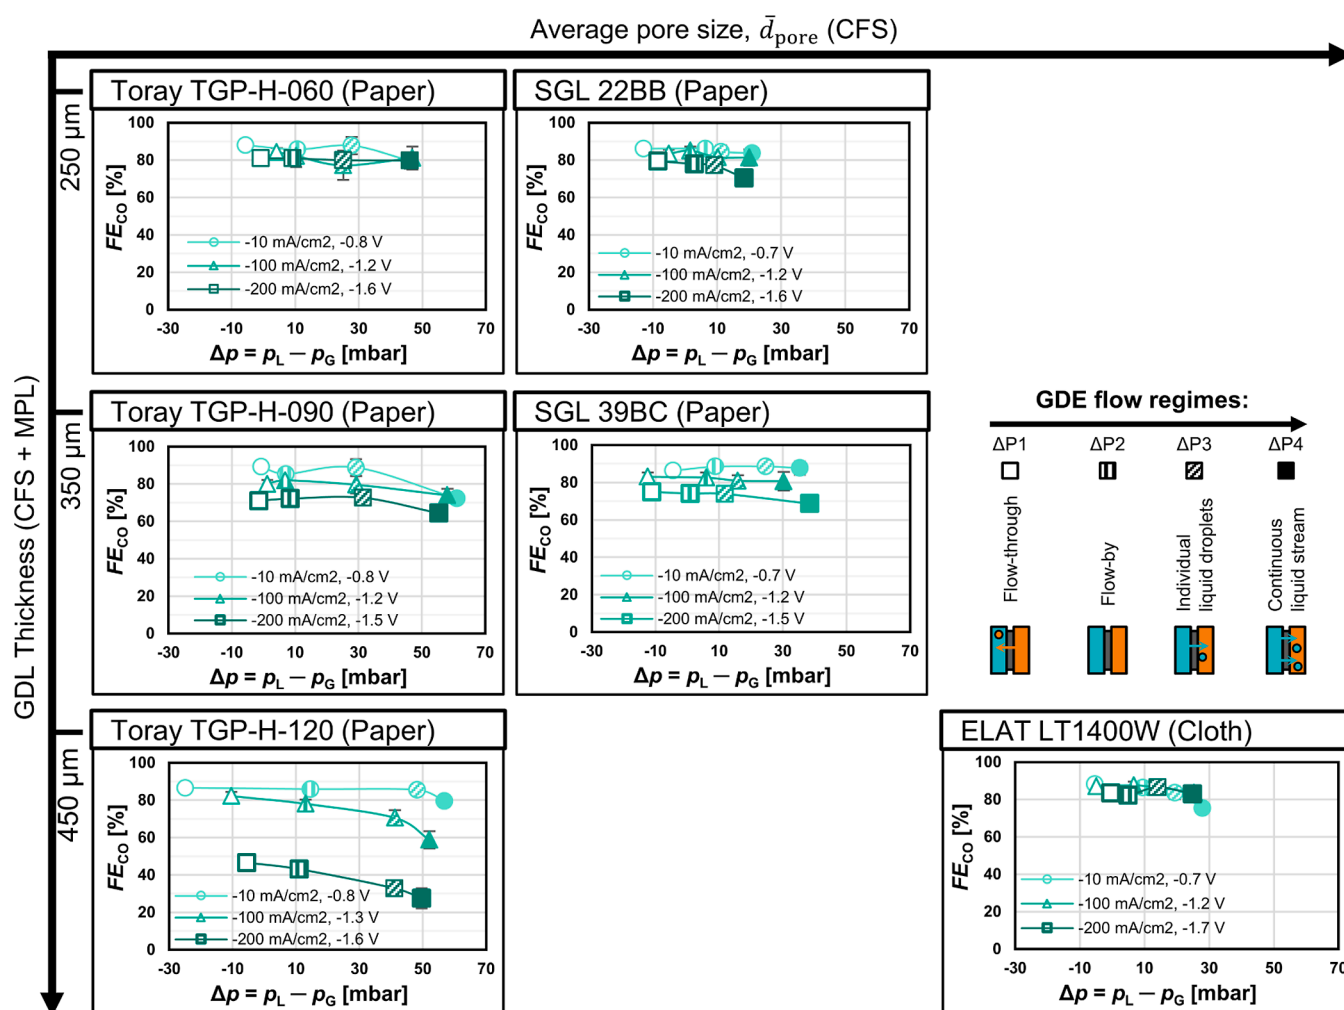 Average pore size, d̄pore (CFS)
GDL Thickness (CFS + MPL)
250 µm
Toray TGP-H-060 (Paper)
FECO [%]
100
80
60
40
20
0
-10 mA/cm2, -0.8 V
-100 mA/cm2, -1.2 V
-200 mA/cm2, -1.6 V
-30 -10 10 30 50 70
Δp = pL — pG [mbar]
SGL 22BB (Paper)
FECO [%]
100
80
60
40
20
0
-10 mA/cm2, -0.7 V
-100 mA/cm2, -1.2 V
-200 mA/cm2, -1.6 V
-30 -10 10 30 50 70
Δp = pL — pG [mbar]
350 µm
Toray TGP-H-090 (Paper)
FECO [%]
100
80
60
40
20
0
-10 mA/cm2, -0.8 V
-100 mA/cm2, -1.2 V
-200 mA/cm2, -1.5 V
-30 -10 10 30 50 70
Δp = pL — pG [mbar]
SGL 39BC (Paper)
FECO [%]
100
80
60
40
20
0
-10 mA/cm2, -0.7 V
-100 mA/cm2, -1.2 V
-200 mA/cm2, -1.5 V
-30 -10 10 30 50 70
Δp = pL — pG [mbar]
GDE flow regimes:
ΔP1 ΔP2 ΔP3 ΔP4
Flow-through
Flow-by
Individual
liquid droplets
Continuous
liquid stream
450 µm
Toray TGP-H-120 (Paper)
FECO [%]
100
80
60
40
20
0
-10 mA/cm2, -0.8 V
-100 mA/cm2, -1.3 V
-200 mA/cm2, -1.6 V
-30 -10 10 30 50 70
Δp = pL — pG [mbar]
ELAT LT1400W (Cloth)
FECO [%]
100
80
60
40
20
0
-10 mA/cm2, -0.7 V
-100 mA/cm2, -1.2 V
-200 mA/cm2, -1.7 V
-30 -10 10 30 50 70
Δp = pL — pG [mbar]